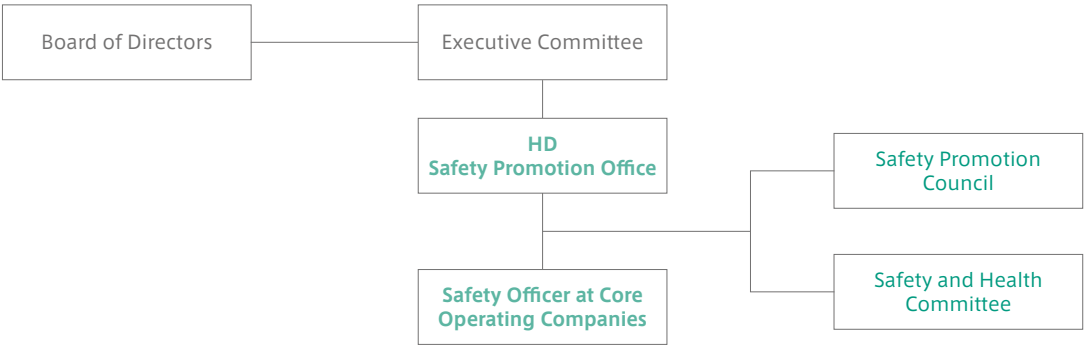 Board of Directors
Executive Committee
HD
Safety Promotion Office
Safety Promotion
Council
Safety and Health
Committee
Safety Officer at Core
Operating Companies